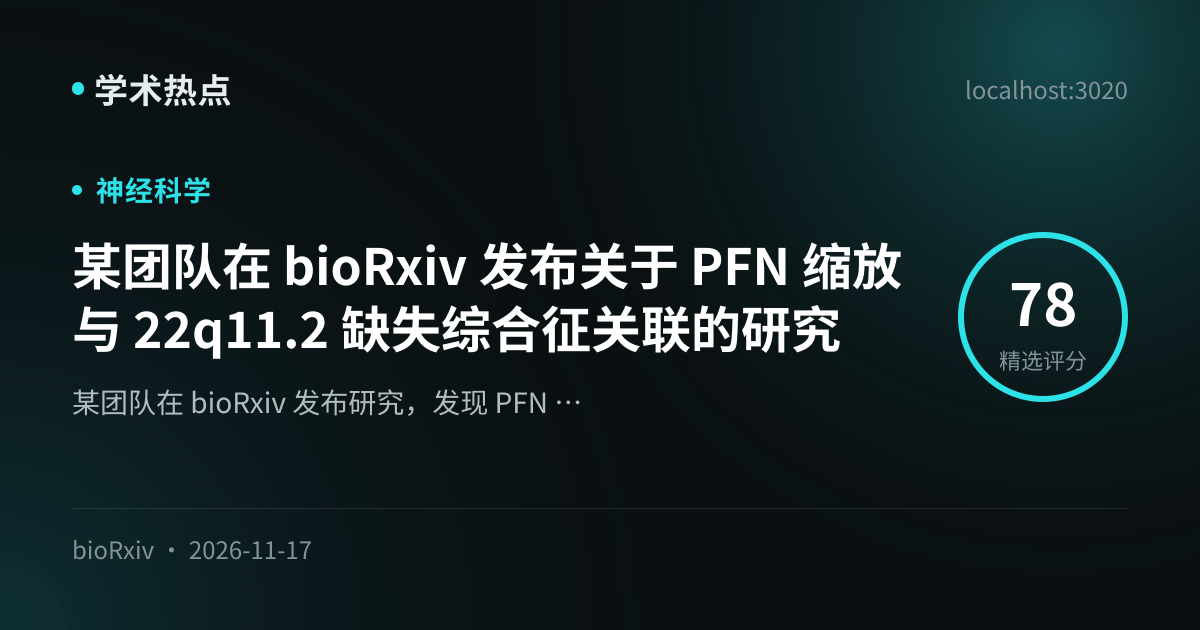 学术热点
localhost:3020
神经科学
某团队在 bioRxiv 发布关于 PFN 缩放
与 22q11.2 缺失综合征关联的研究
78
精选评分
某团队在 bioRxiv 发布研究，发现 PFN …
bioRxiv · 2026-11-17